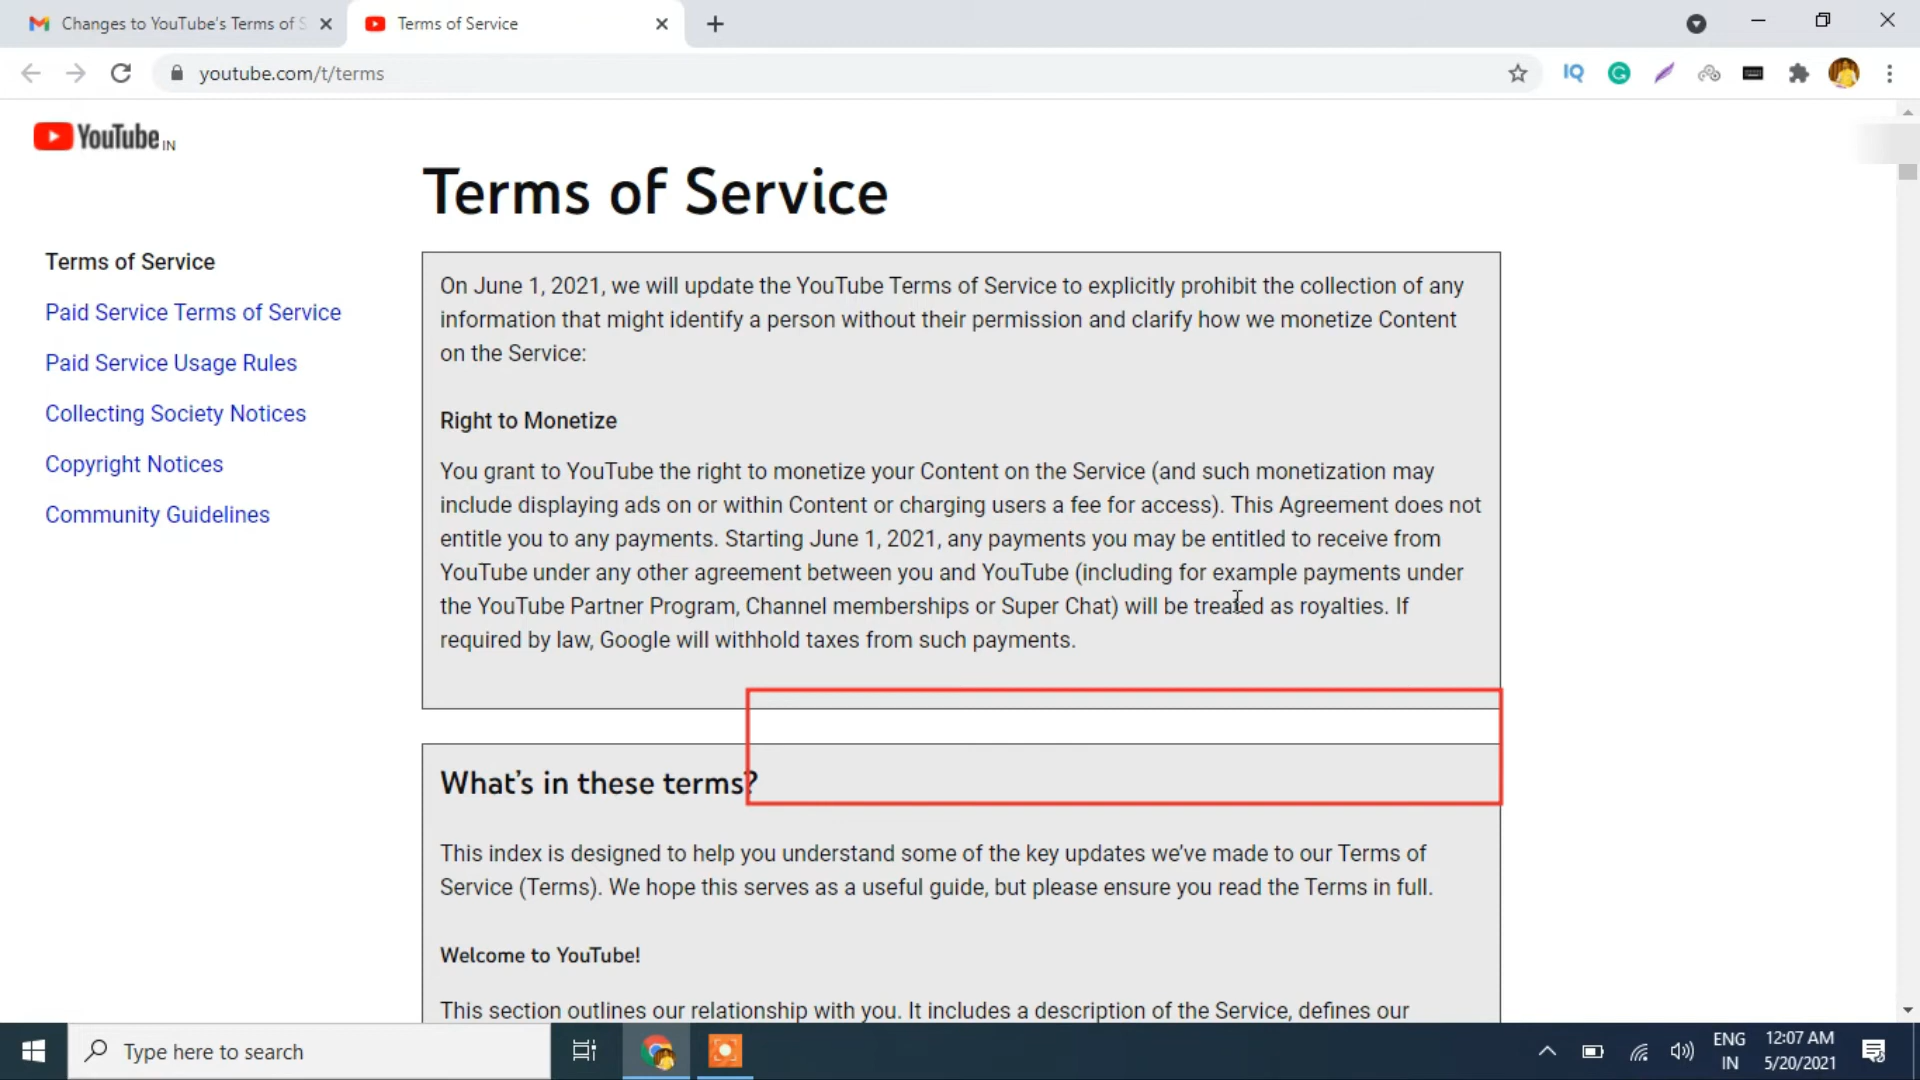 Changes to YouTube's Terms of S
Terms of Service
youtube.com/t/terms
IQ
YouTube IN
Terms of Service
Terms of Service
Paid Service Terms of Service
Paid Service Usage Rules
Collecting Society Notices
Copyright Notices
Community Guidelines
On June 1, 2021, we will update the YouTube Terms of Service to explicitly prohibit the collection of any
information that might identify a person without their permission and clarify how we monetize Content
on the Service:
Right to Monetize
You grant to YouTube the right to monetize your Content on the Service (and such monetization may
include displaying ads on or within Content or charging users a fee for access). This Agreement does not
entitle you to any payments. Starting June 1, 2021, any payments you may be entitled to receive from
YouTube under any other agreement between you and YouTube (including for example payments under
the YouTube Partner Program, Channel memberships or Super Chat) will be treated as royalties. If
required by law, Google will withhold taxes from such payments.
What's in these terms?
This index is designed to help you understand some of the key updates we've made to our Terms of
Service (Terms). We hope this serves as a useful guide, but please ensure you read the Terms in full.
Welcome to YouTube!
This section outlines our relationship with you. It includes a description of the Service, defines our
Type here to search
ENG
IN
12:07 AM
5/20/2021